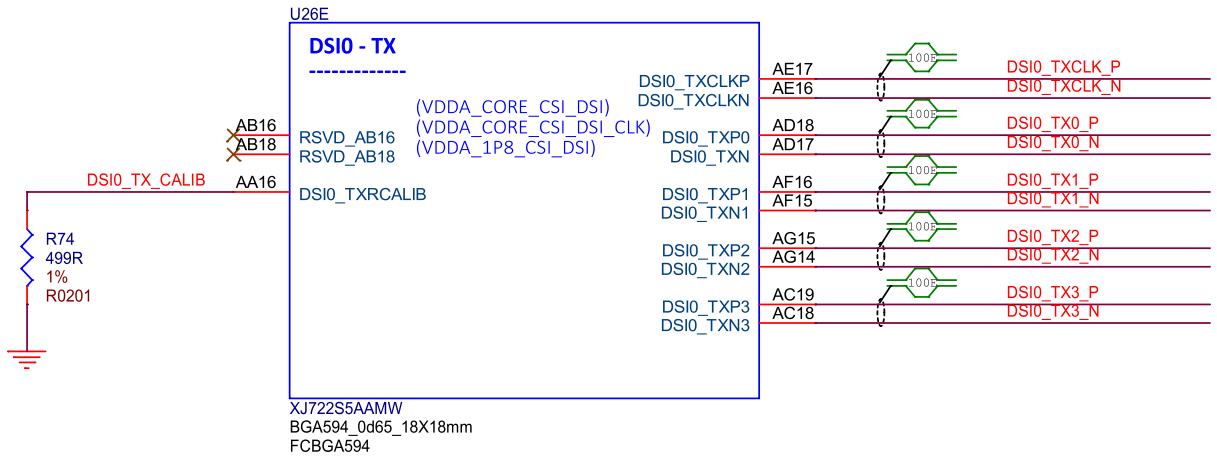 U26E
DSI0 - TX
-------------
(VDDA_CORE_CSI_DSI)
(VDDA_CORE_CSI_DSI_CLK)
(VDDA_1P8_CSI_DSI)
AB16
RSVD_AB16
AB18
RSVD_AB18
DSI0_TX_CALIB
AA16
DSI0_TXRCALIB
R74
499R
1%
R0201
DSI0_TXCLKP
AE17
100E
DSI0_TXCLK_P
DSI0_TXCLKN
AE16
DSI0_TXCLK_N
DSI0_TXP0
AD18
100E
DSI0_TX0_P
DSI0_TXN
AD17
DSI0_TX0_N
DSI0_TXP1
AF16
100E
DSI0_TX1_P
DSI0_TXN1
AF15
DSI0_TX1_N
DSI0_TXP2
AG15
100E
DSI0_TX2_P
DSI0_TXN2
AG14
DSI0_TX2_N
DSI0_TXP3
AC19
100E
DSI0_TX3_P
DSI0_TXN3
AC18
DSI0_TX3_N
XJ722S5AAMW
BGA594_0d65_18X18mm
FCBGA594